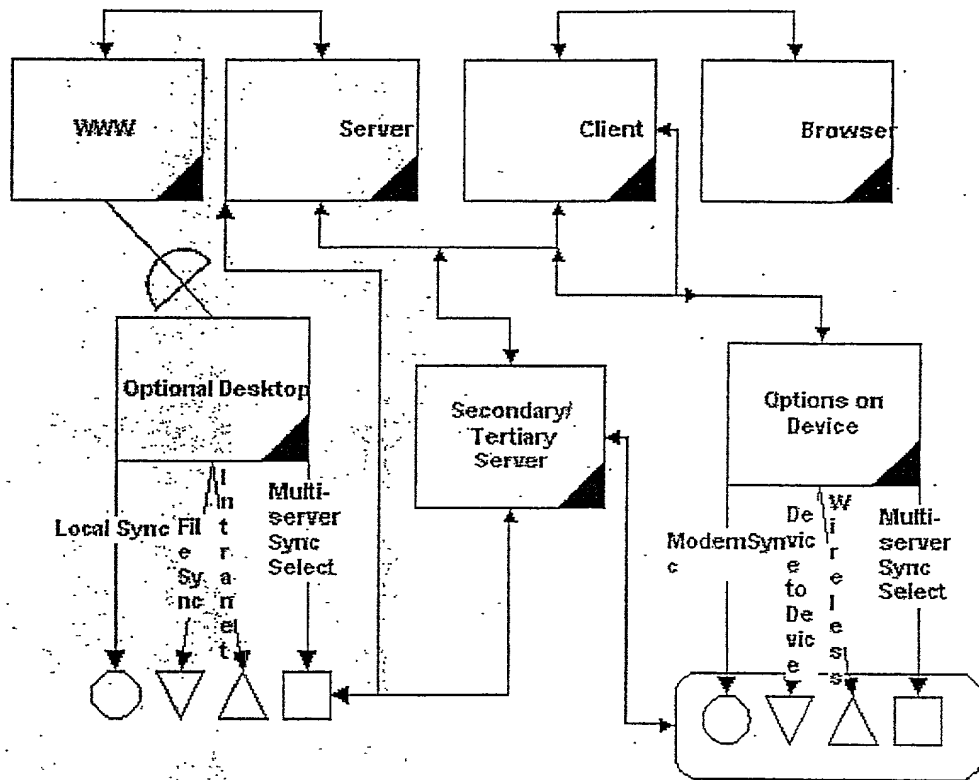 WWW
Server
Client
Browser
Optional Desktop
Secondary/
Tertiary
Server
Options on
Device
Local Sync
Fil
e
Sy
nc
I
n
t
r
a
n
e
t
Multi-
server
Sync
Select
ModemSyn
c
De
vic
e
to
De
vic
e
W
i
r
e
l
e
s
s
Multi-
server
Sync
Select